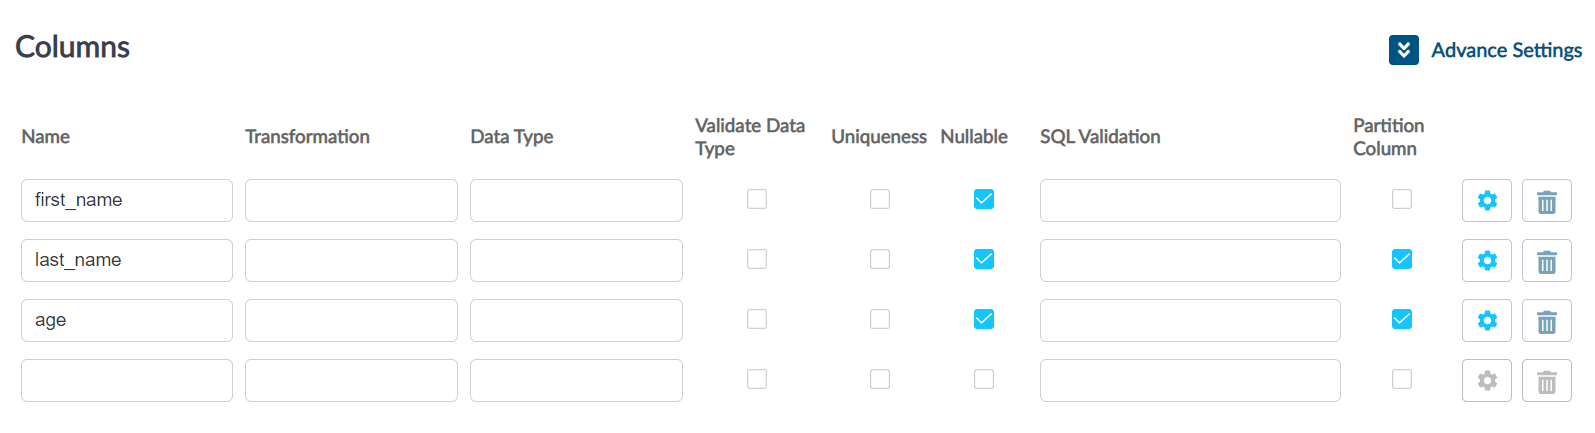 Columns
Advance Settings
Name Transformation Data Type Validate Data Type Uniqueness Nullable SQL Validation Partition Column
first_name
last_name
age